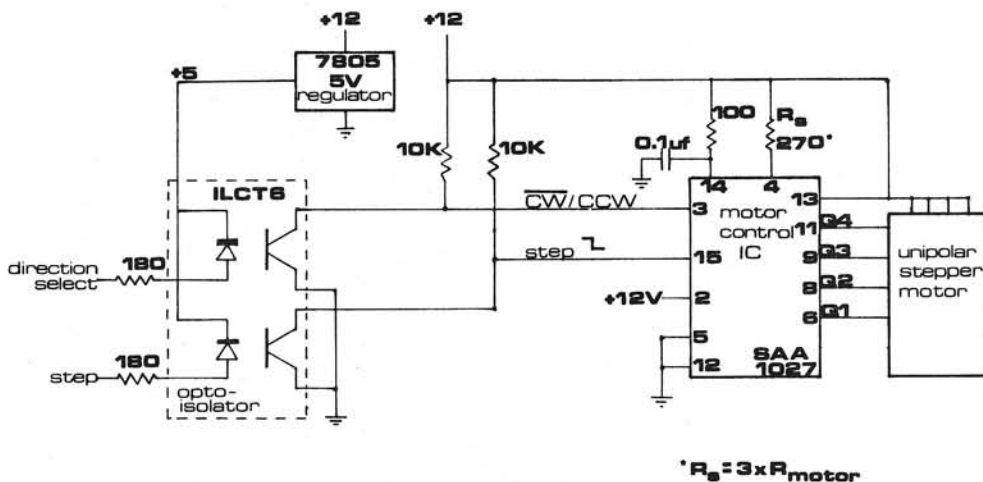 +12
+12
7805
5V
regulator
+5
10K
10K
100
Rs
270*
0.1uf
ILCT6
14
4
CW/CCW
3
motor
control
IC
13
11
Q4
9
Q3
8
Q2
6
Q1
unipolar
stepper
motor
direction
select
180
step
15
+12V
2
5
12
SAA
1027
step
180
opto-
isolator
*Rs=3xRmotor